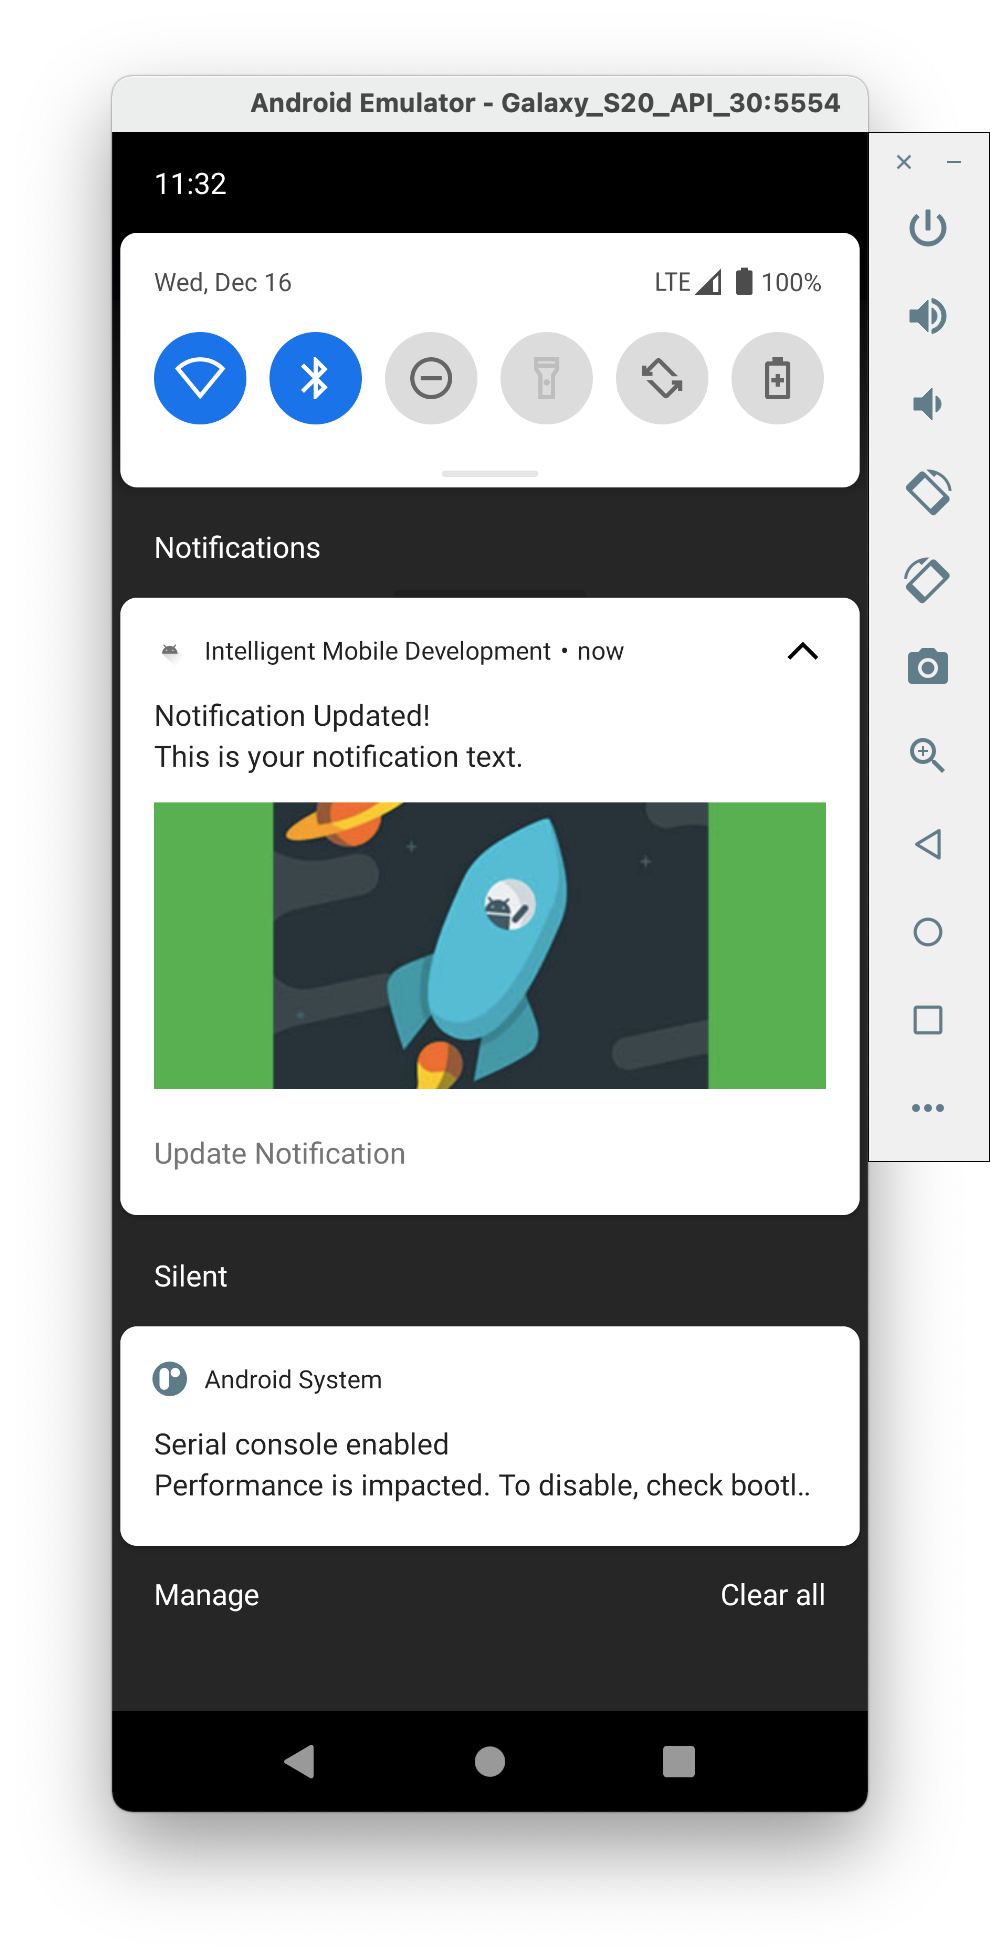 Android Emulator - Galaxy_S20_API_30:5554
11:32
Wed, Dec 16 LTE 100%
Notifications
Intelligent Mobile Development • now
Notification Updated!
This is your notification text.
Update Notification
Silent
Android System
Serial console enabled
Performance is impacted. To disable, check bootl..
Manage Clear all